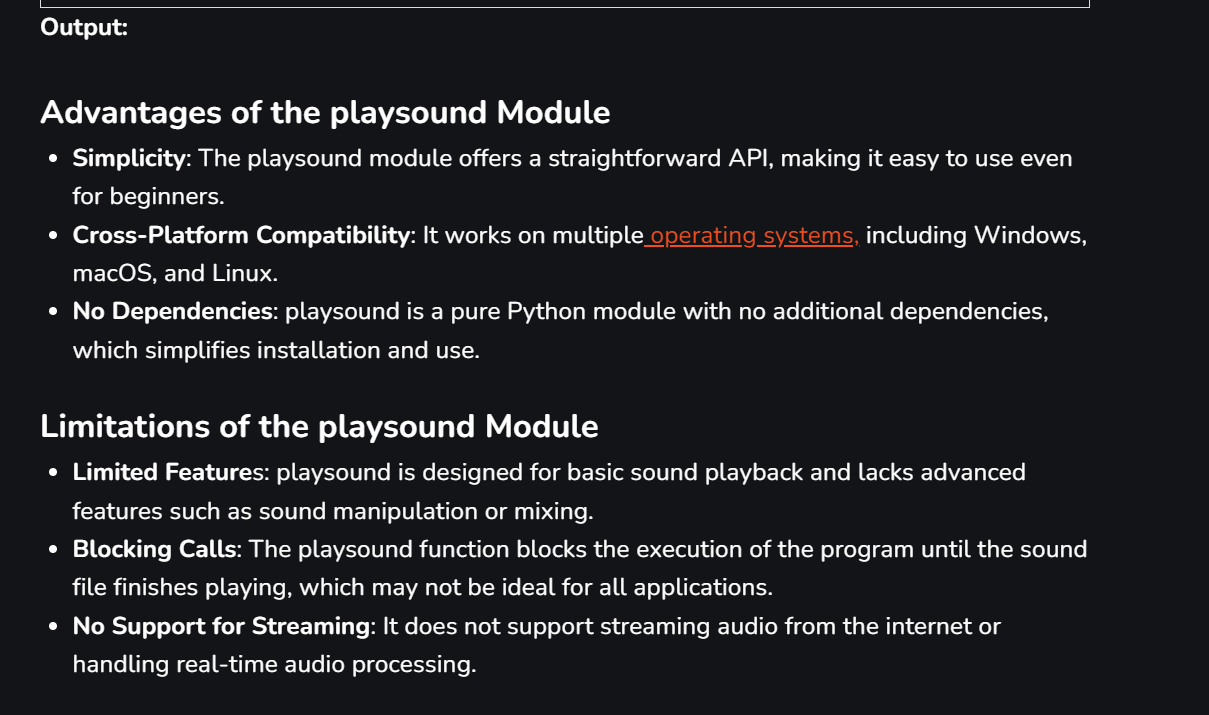 Output:
Advantages of the playsound Module
• Simplicity: The playsound module offers a straightforward API, making it easy to use even
for beginners.
• Cross-Platform Compatibility: It works on multiple operating systems, including Windows,
macOS, and Linux.
• No Dependencies: playsound is a pure Python module with no additional dependencies,
which simplifies installation and use.
Limitations of the playsound Module
• Limited Features: playsound is designed for basic sound playback and lacks advanced
features such as sound manipulation or mixing.
• Blocking Calls: The playsound function blocks the execution of the program until the sound
file finishes playing, which may not be ideal for all applications.
• No Support for Streaming: It does not support streaming audio from the internet or
handling real-time audio processing.